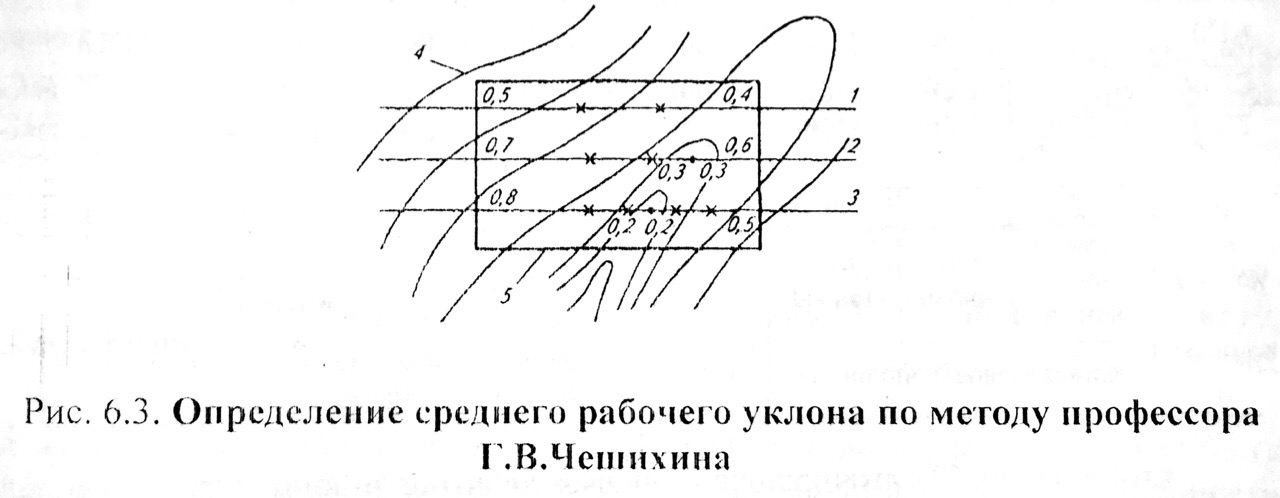 4
0,5 0,4 1
0,7 0,6 2
0,3 0,3
0,8 3
0,2 0,2 0,5
5
Рис. 6.3. Определение среднего рабочего уклона по методу профессора
Г.В.Чешихина